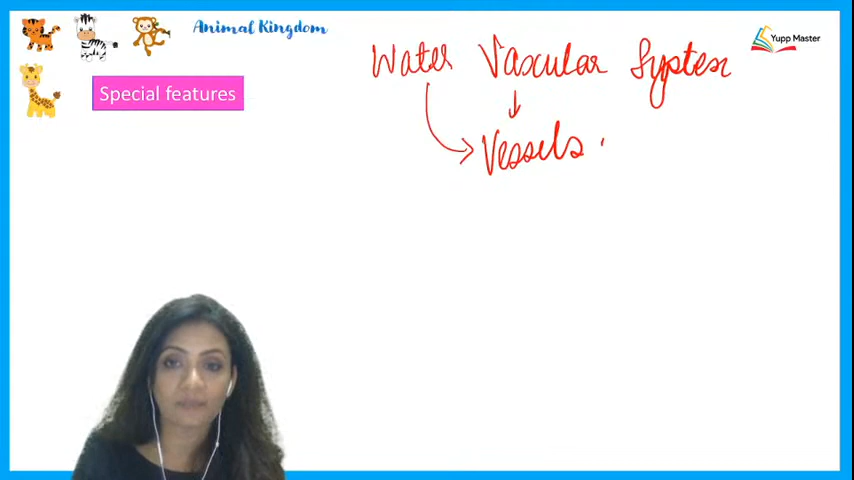 Animal Kingdom
Water Vascular System
Yupp Master
Special features
Vessels